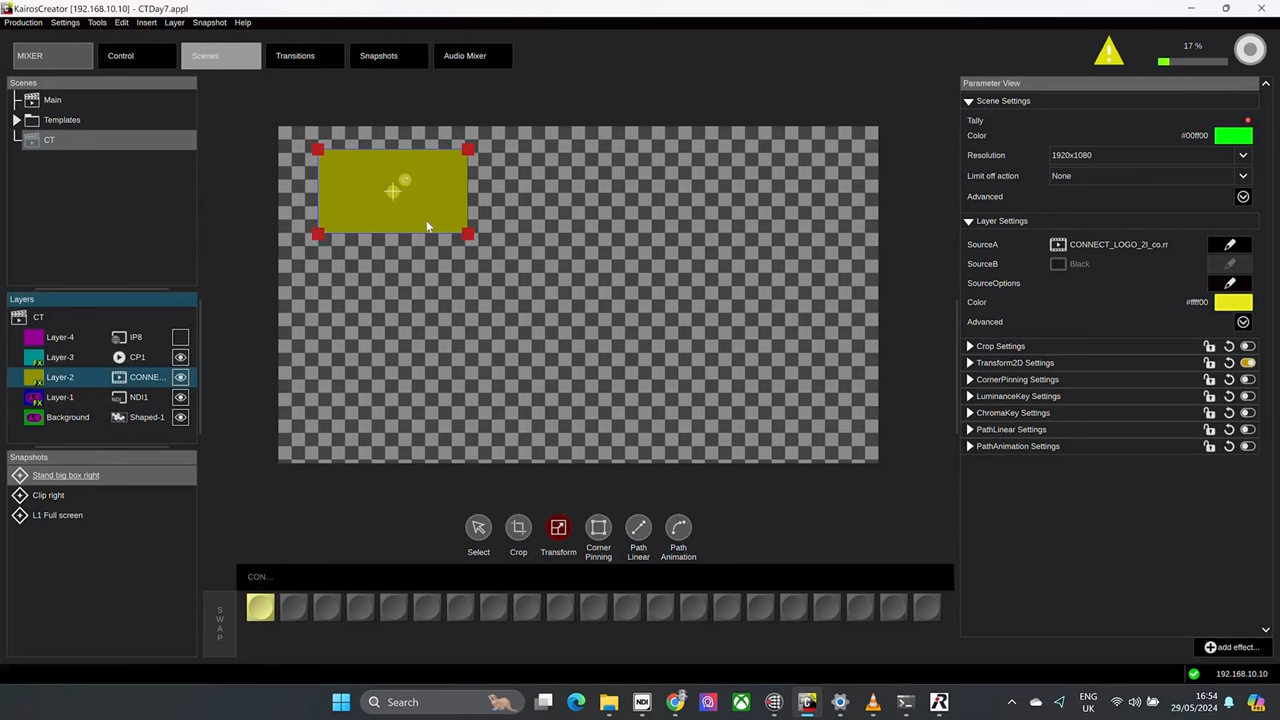 KairosCreator [192.168.10.10] - CTDay7.appl
Production Settings Tools Edit Insert Layer Snapshot Help
MIXER Control Scenes Transitions Snapshots Audio Mixer 17 %
Scenes
Main
Templates
CT
Layers
CT
Layer-4 IP8
Layer-3 CP1
Layer-2 CONNE...
Layer-1 NDI1
Background Shaped-1
Snapshots
Stand big box right
Clip right
L1 Full screen
Select Crop Transform Corner Pinning Path Linear Path Animation
CON...
SWAP
Parameter View
Scene Settings
Tally
Color #00ff00
Resolution 1920x1080
Limit off action None
Advanced
Layer Settings
SourceA CONNECT_LOGO_2l_co.rr
SourceB Black
SourceOptions
Color #ffff00
Advanced
Crop Settings
Transform2D Settings
CornerPinning Settings
LuminanceKey Settings
ChromaKey Settings
PathLinear Settings
PathAnimation Settings
add effect...
192.168.10.10
Search
ENG
UK
16:54
29/05/2024